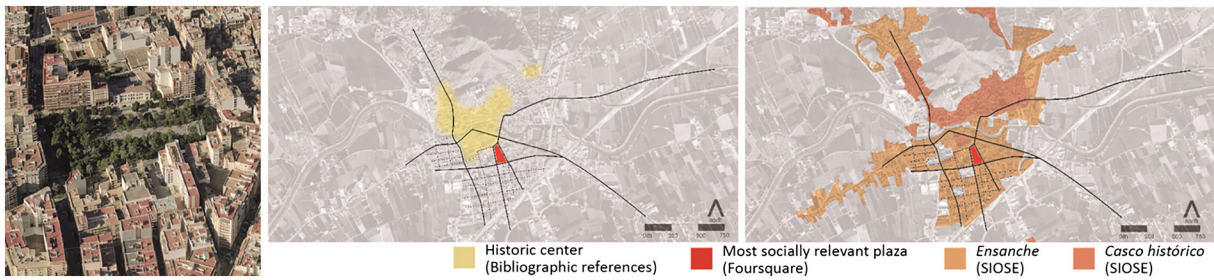 Historic center
(Bibliographic references)
Most socially relevant plaza
(Foursquare)
Ensanche
(SIOSE)
Casco histórico
(SIOSE)